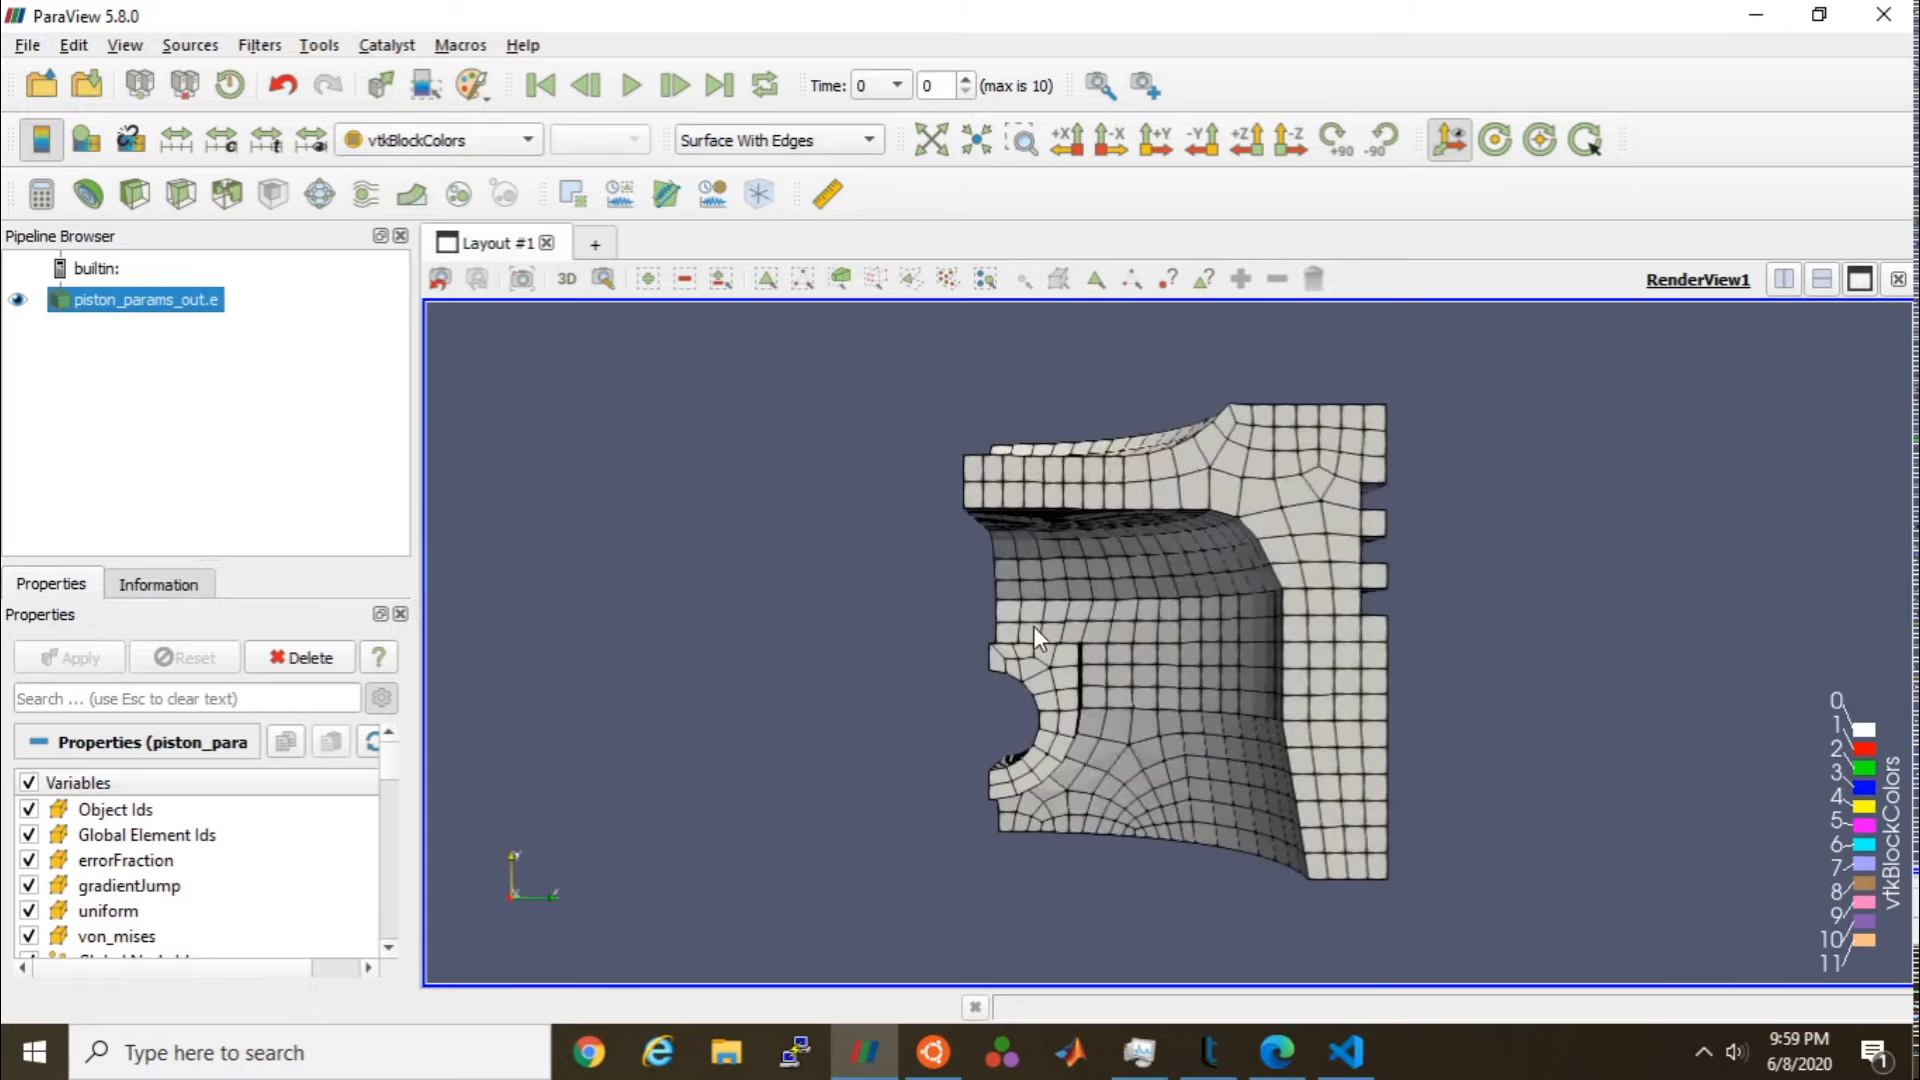 ParaView 5.8.0
File Edit View Sources Filters Tools Catalyst Macros Help
Time: 0 0 (max is 10)
vtkBlockColors Surface With Edges +X -X +Y -Y +Z -Z +90 -90
Pipeline Browser
Layout #1 +
builtin:
piston_params_out.e
3D RenderView1
Properties Information
Properties
Apply Reset Delete ?
Search ... (use Esc to clear text)
Properties (piston_para
Variables
Object Ids
Global Element Ids
errorFraction
gradientJump
uniform
von_mises
0
1
2
3
4
5
6
7
8
9
10
11
vtkBlockColors
Type here to search
9:59 PM
6/8/2020
1